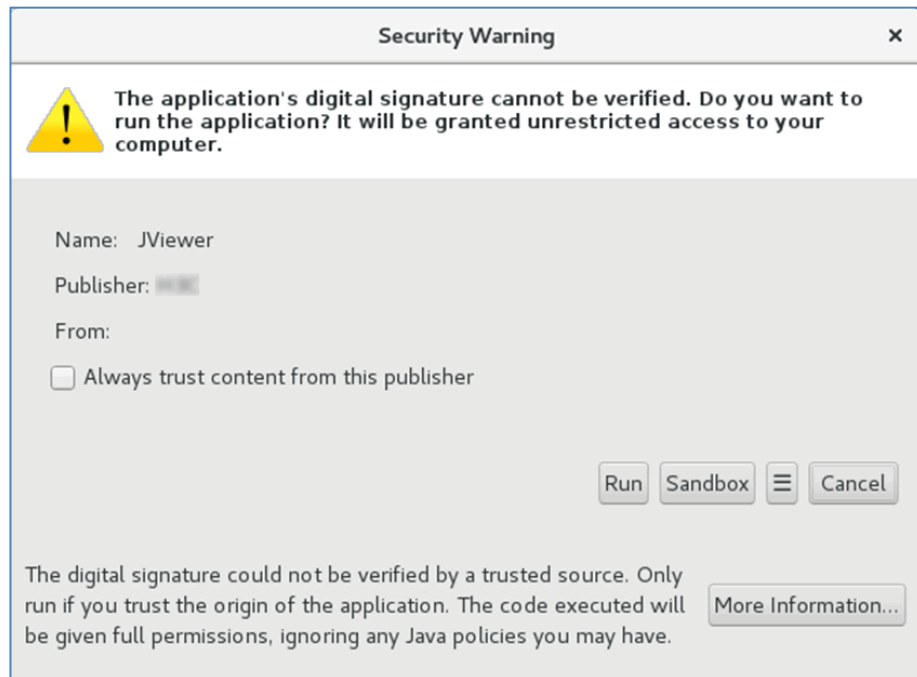 Security Warning
The application's digital signature cannot be verified. Do you want to
run the application? It will be granted unrestricted access to your
computer.
Name: JViewer
Publisher:
From:
Always trust content from this publisher
Run Sandbox ☰ Cancel
The digital signature could not be verified by a trusted source. Only
run if you trust the origin of the application. The code executed will
be given full permissions, ignoring any Java policies you may have.
More Information...